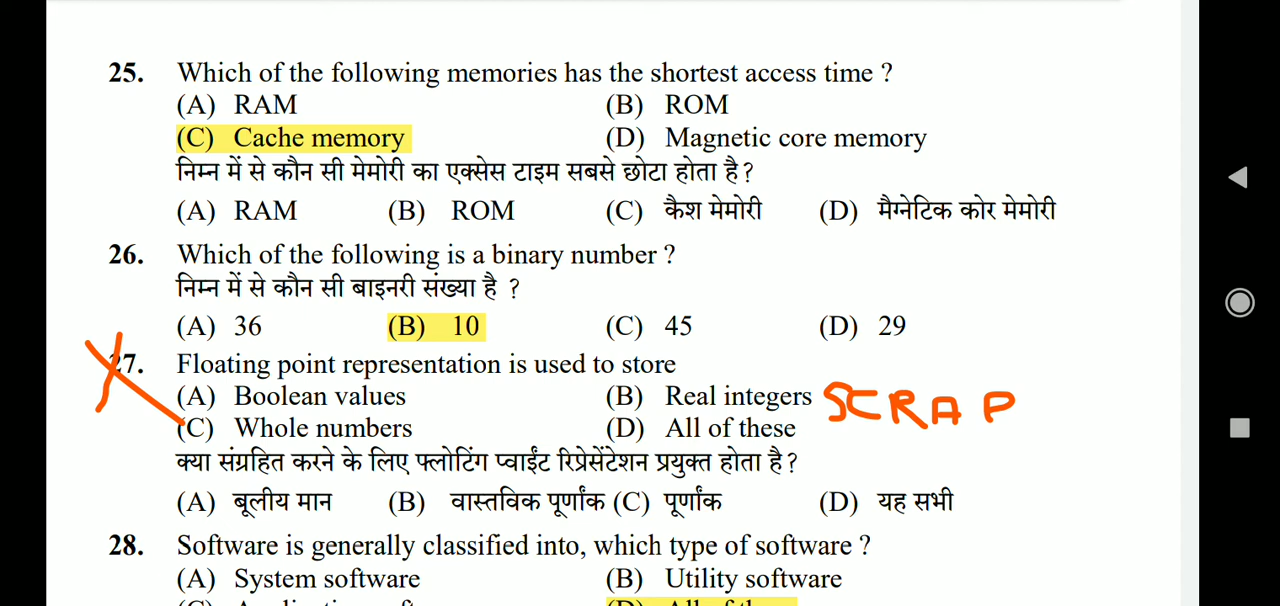 25. Which of the following memories has the shortest access time ?
(A) RAM (B) ROM
(C) Cache memory (D) Magnetic core memory
निम्न में से कौन सी मेमोरी का एक्सेस टाइम सबसे छोटा होता है ?
(A) RAM (B) ROM (C) कैश मेमोरी (D) मैग्नेटिक कोर मेमोरी
26. Which of the following is a binary number ?
निम्न में से कौन सी बाइनरी संख्या है ?
(A) 36 (B) 10 (C) 45 (D) 29
27. Floating point representation is used to store
(A) Boolean values (B) Real integers SCRAP
(C) Whole numbers (D) All of these
क्या संग्रहित करने के लिए फ्लोटिंग प्वाईंट रिप्रेसेंटेशन प्रयुक्त होता है ?
(A) बूलीय मान (B) वास्तविक पूर्णांक (C) पूर्णांक (D) यह सभी
28. Software is generally classified into, which type of software ?
(A) System software (B) Utility software